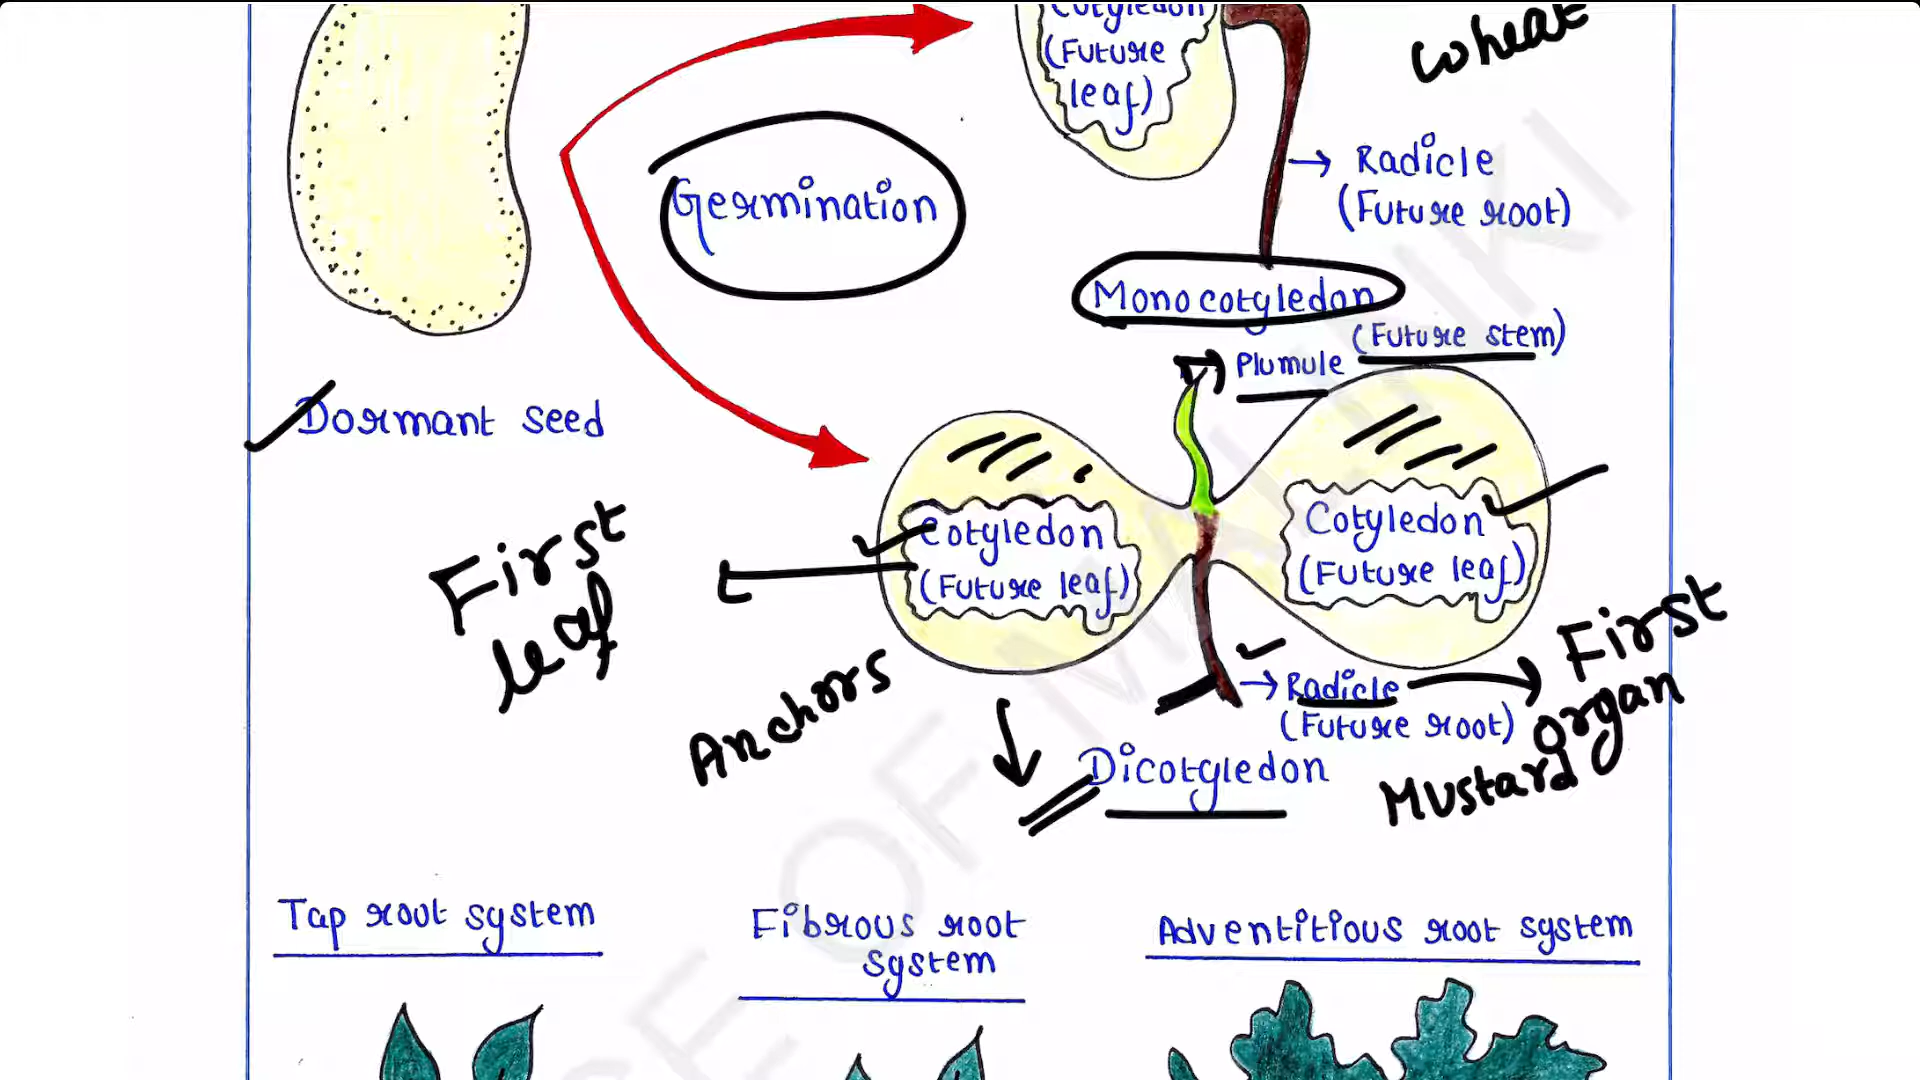 Cotyledon
(Future
leaf)
Wheat
Radicle
(Future root)
Germination
Monocotyledon
(Future stem)
Plumule
Dormant seed
First
leaf
Cotyledon
(Future leaf)
Cotyledon
(Future leaf)
First
organ
Anchors
Radicle
(Future root)
Dicotyledon
Mustard
Tap root system
Fibrous root
system
Adventitious root system